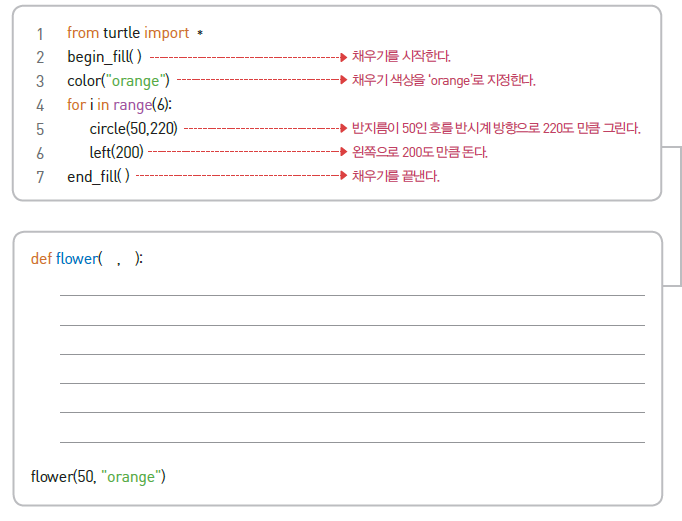 1 from turtle import *
2 begin_fill( ) 채우기를 시작한다.
3 color("orange") 채우기 색상을 ‘orange’로 지정한다.
4 for i in range(6):
5 circle(50,220) 반지름이 50인 호를 반시계 방향으로 220도 만큼 그린다.
6 left(200) 왼쪽으로 200도 만큼 돈다.
7 end_fill( ) 채우기를 끝낸다.
def flower( , ):
flower(50, "orange")